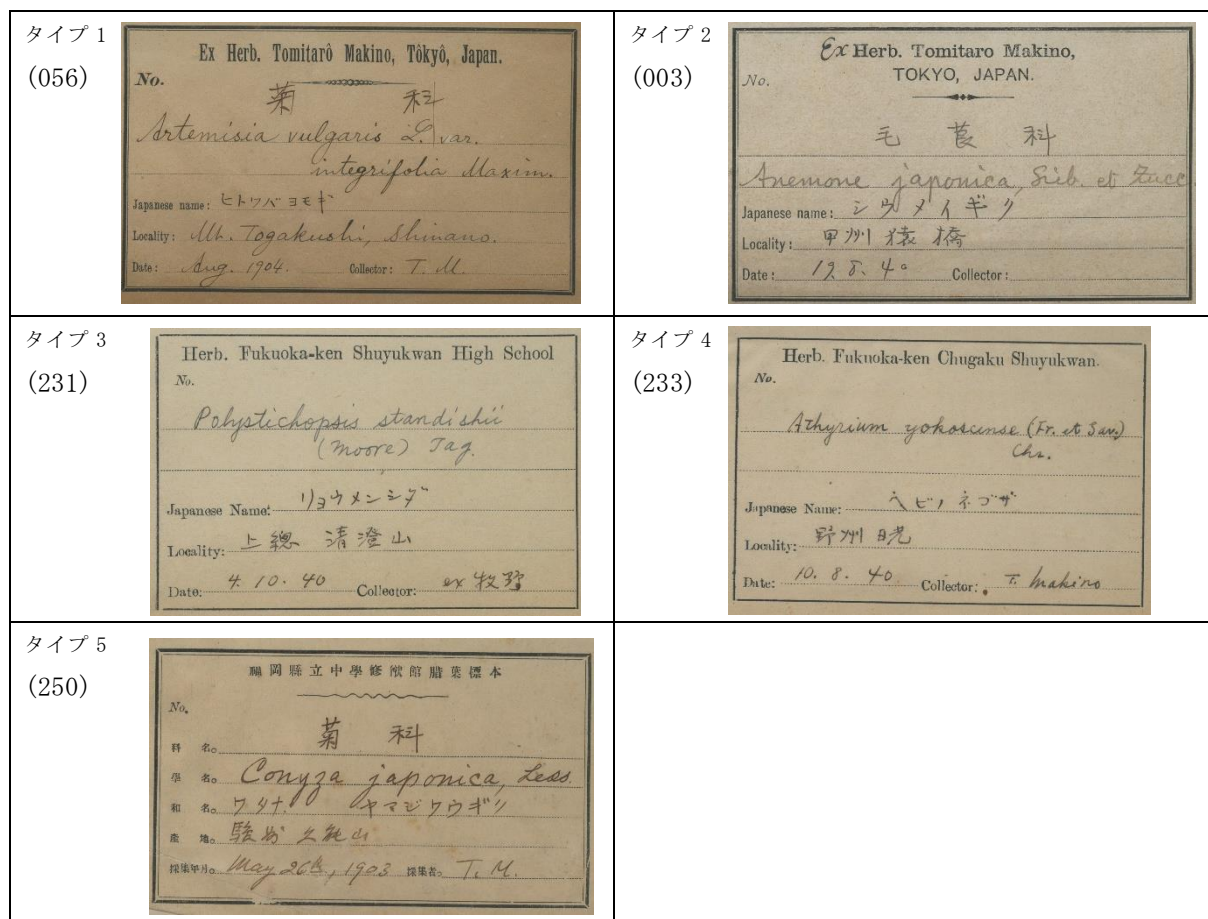 タイプ 1
(056)
Ex Herb. Tomitarô Makino, Tôkyô, Japan.
No.
菊 科
Artemisia vulgaris L. var.
integrifolia Maxim.
Japanese name: ヒトツバヨモギ
Locality: Mt. Togakushi, Shinano.
Date: Aug. 1904. Collector: T. M.
タイプ 2
(003)
Ex Herb. Tomitaro Makino,
TOKYO, JAPAN.
No.
毛 莨 科
Anemone japonica, Sieb. et Zucc.
Japanese name: シウメイギク
Locality: 甲州 猿橋
Date: 19. 8. 40 Collector:
タイプ 3
(231)
Herb. Fukuoka-ken Shuyukwan High School
No.
Polystichopsis standishii
(Moore) Tag.
Japanese Name: リョウメンシダ
Locality: 上總 清澄山
Date: 4. 10. 40 Collector: ex 牧野
タイプ 4
(233)
Herb. Fukuoka-ken Chugaku Shuyukwan.
No.
Athyrium yokoscense (Fr. et Sav.)
Chr.
Japanese Name: ヘビノネゴザ
Locality: 野州 日光
Date: 10. 8. 40 Collector: T. Makino
タイプ 5
(250)
福岡縣立中學修猷館腊葉標本
No.
菊 科
科 名。
學 名。 Conyza japonica, Less.
和 名。 ヤマヂワウギク
產 地。 駿州 久能山
採集年月。 May 26th, 1903 採集者。 T. M.